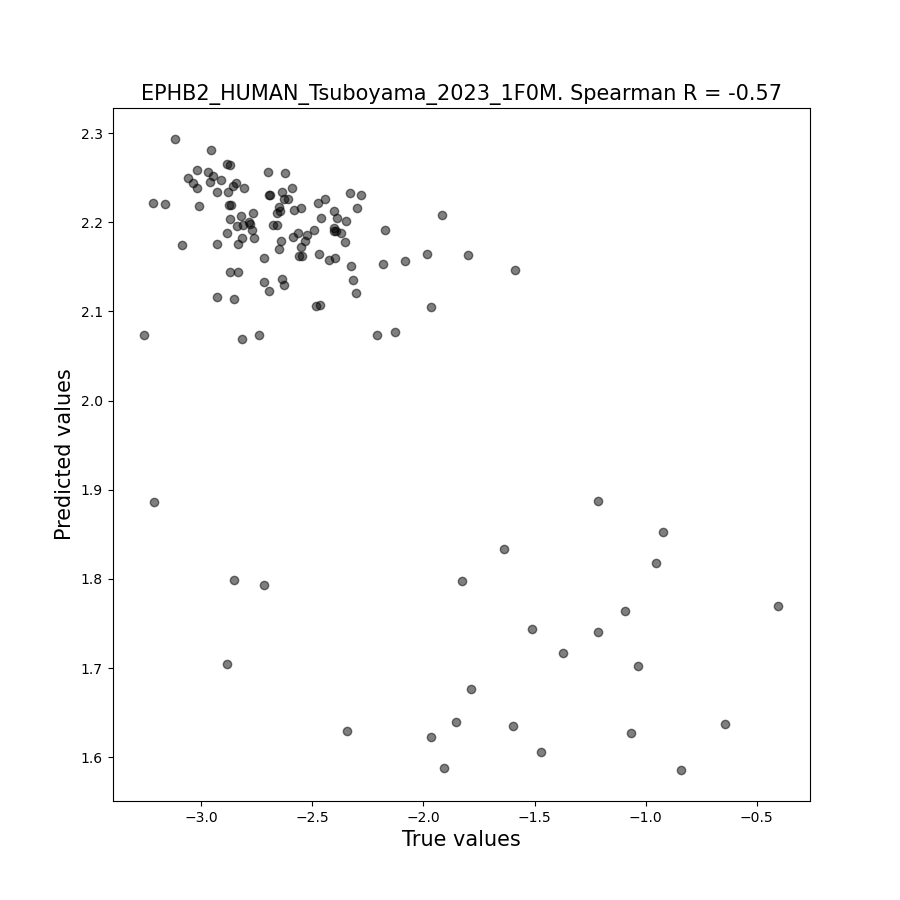 EPHB2_HUMAN_Tsuboyama_2023_1F0M. Spearman R = -0.57
2.3
2.2
2.1
2.0
1.9
1.8
1.7
1.6
Predicted values
−3.0 −2.5 −2.0 −1.5 −1.0 −0.5
True values